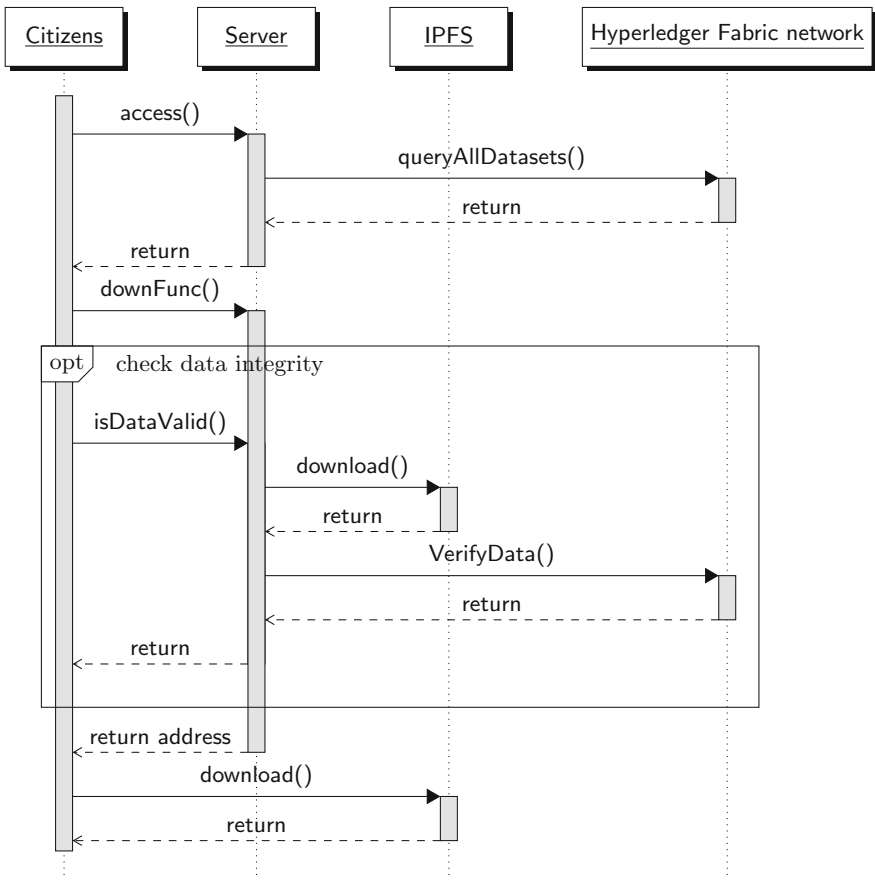 Citizens
Server
IPFS
Hyperledger Fabric network
access()
queryAllDatasets()
return
return
downFunc()
opt
check data integrity
isDataValid()
download()
return
VerifyData()
return
return
return address
download()
return